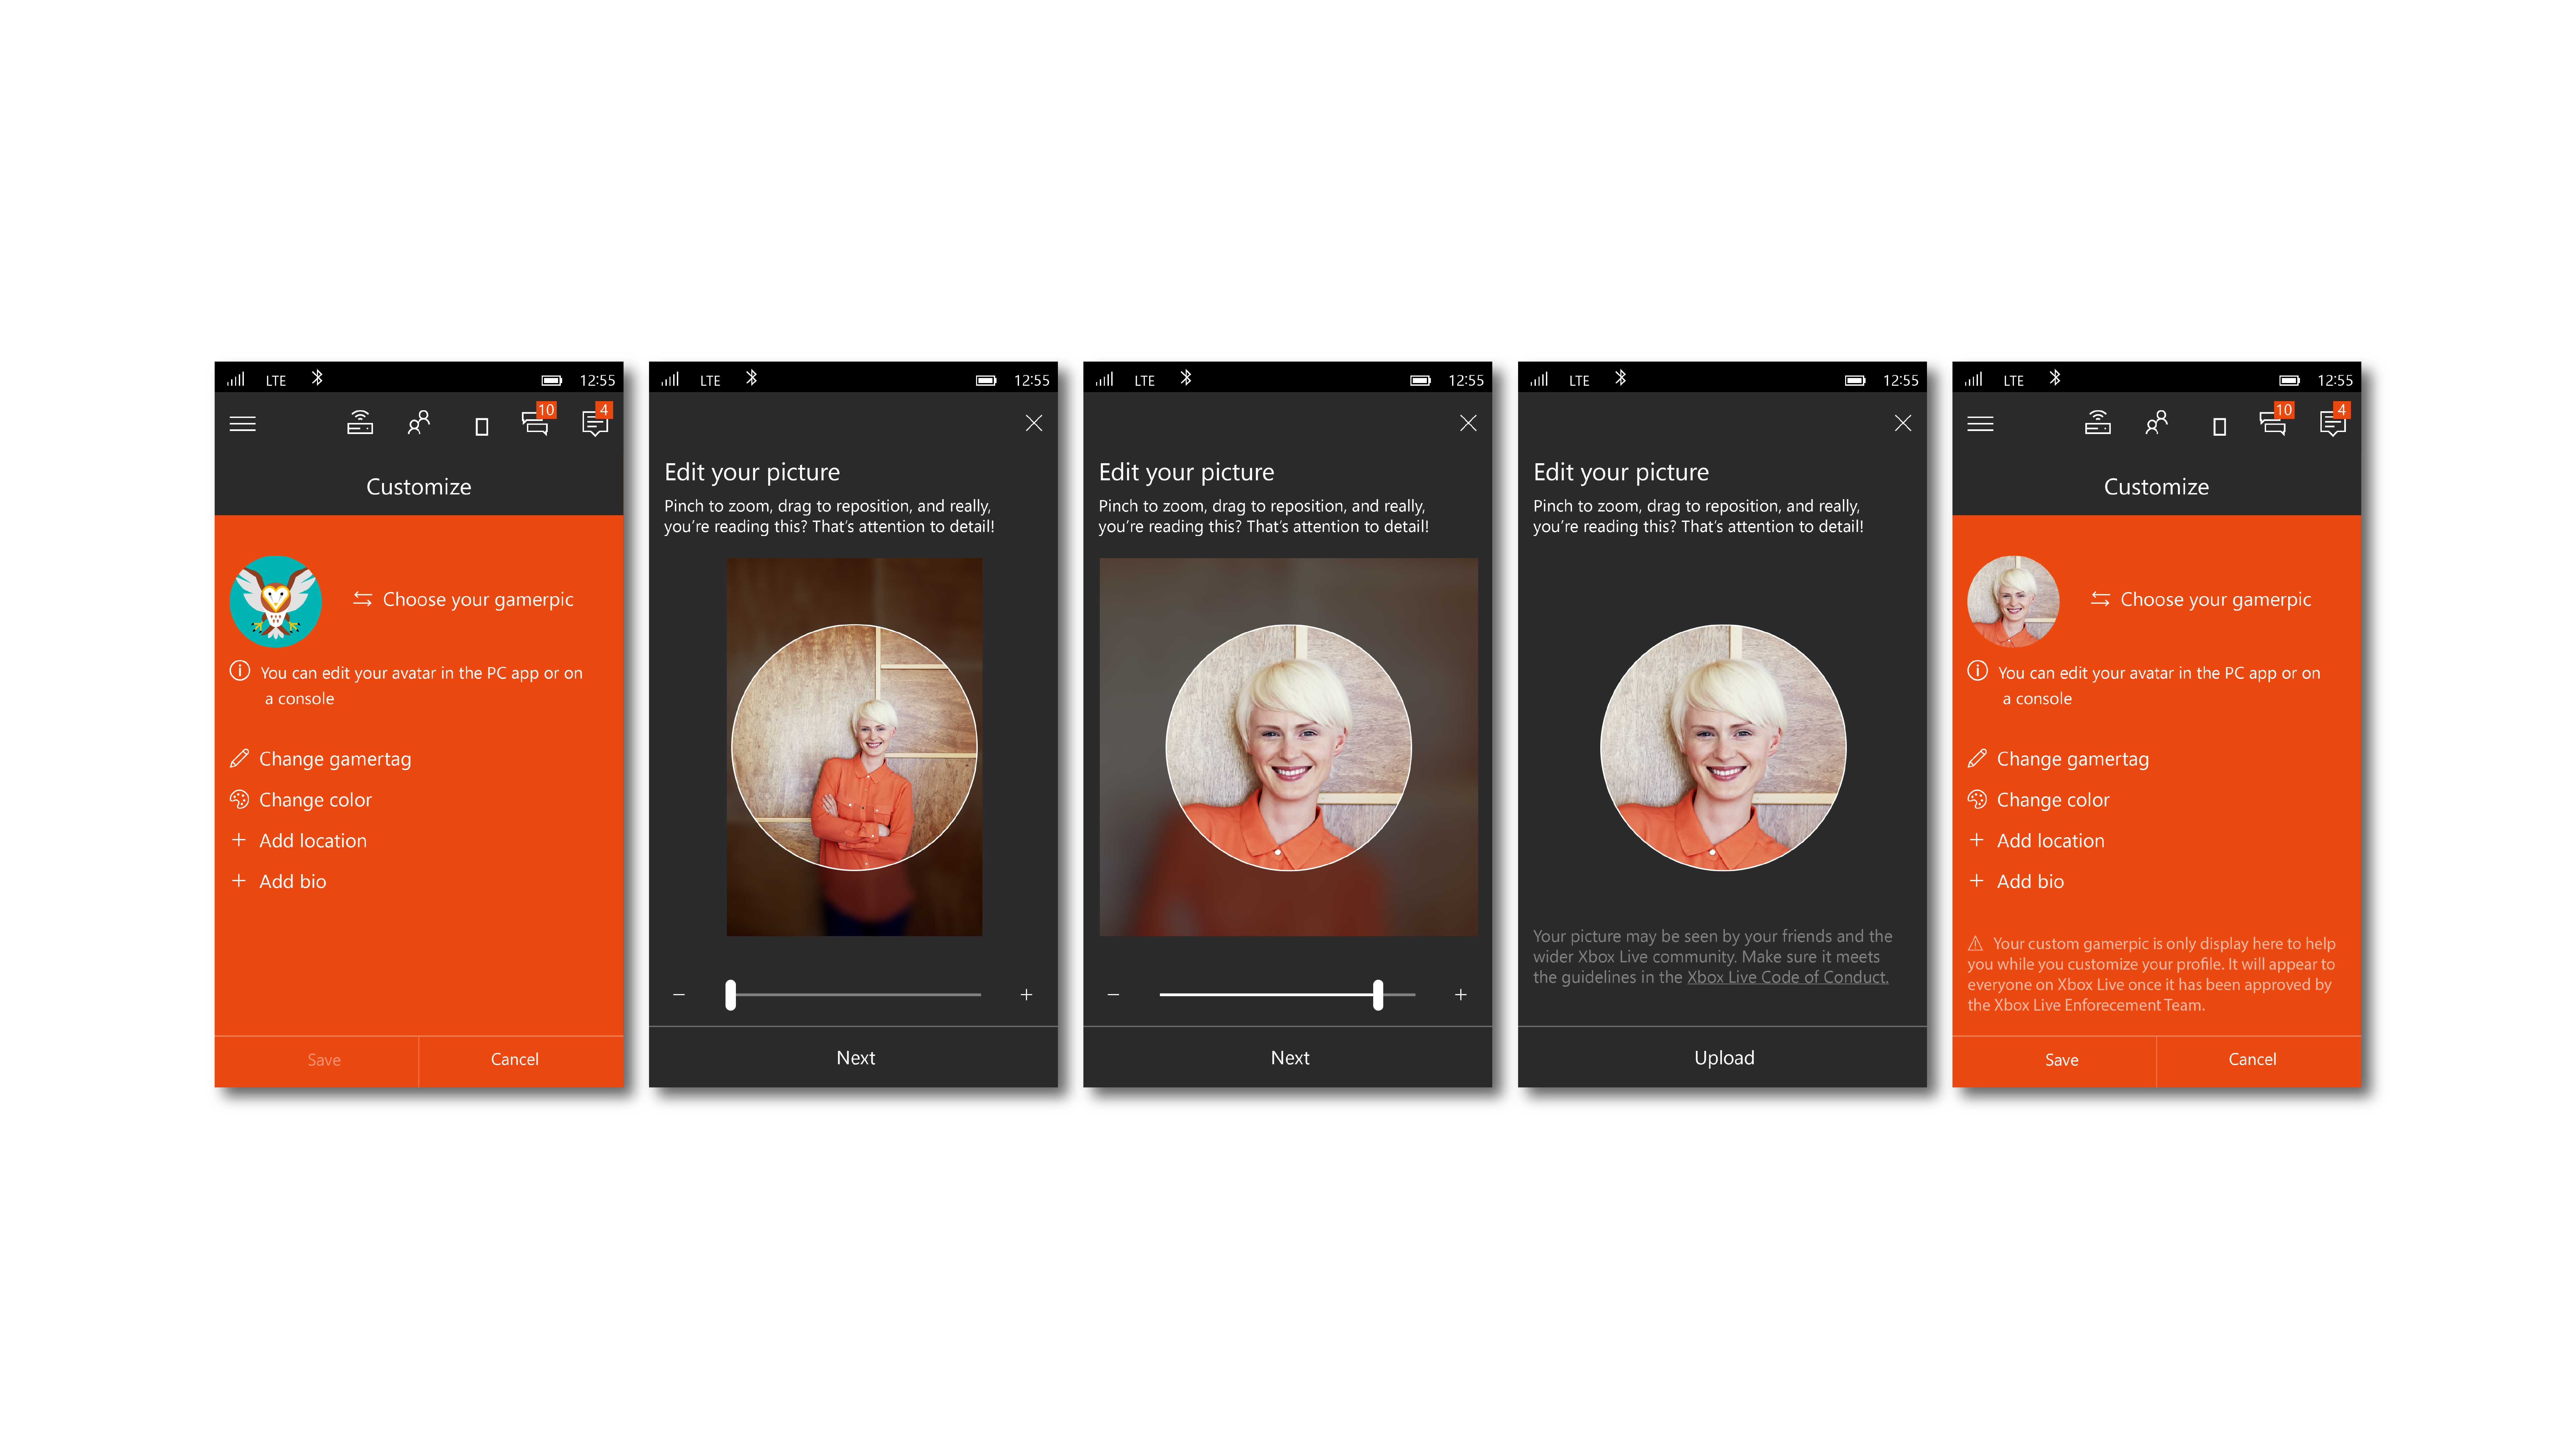 LTE 12:55
10 4
Customize
Choose your gamerpic
You can edit your avatar in the PC app or on
a console
Change gamertag
Change color
Add location
Add bio
Save Cancel
LTE 12:55
Edit your picture
Pinch to zoom, drag to reposition, and really,
you're reading this? That's attention to detail!
Next
LTE 12:55
Edit your picture
Pinch to zoom, drag to reposition, and really,
you're reading this? That's attention to detail!
Next
LTE 12:55
Edit your picture
Pinch to zoom, drag to reposition, and really,
you're reading this? That's attention to detail!
Your picture may be seen by your friends and the
wider Xbox Live community. Make sure it meets
the guidelines in the Xbox Live Code of Conduct.
Upload
LTE 12:55
10 4
Customize
Choose your gamerpic
You can edit your avatar in the PC app or on
a console
Change gamertag
Change color
Add location
Add bio
Your custom gamerpic is only display here to help
you while you customize your profile. It will appear to
everyone on Xbox Live once it has been approved by
the Xbox Live Enforecement Team.
Save Cancel